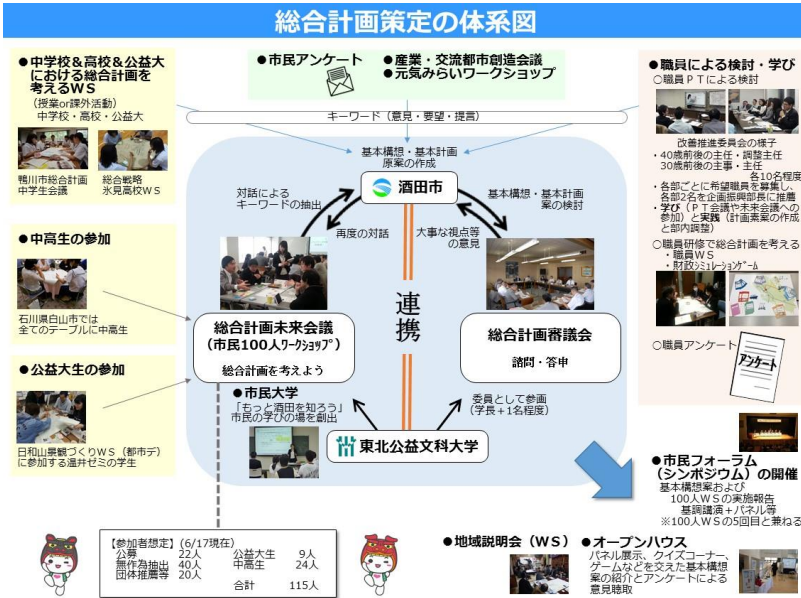 総合計画策定の体系図
●中学校＆高校＆公益大
における総合計画を
考えるＷＳ
（授業or課外活動）
中学校・高校・公益大
鴨川市総合計画
中学生会議
総合戦略
氷見高校ＷＳ
●中高生の参加
石川県白山市では
全てのテーブルに中高生
●公益大生の参加
日和山景観づくりＷＳ（都市デ）
に参加する温井ゼミの学生
●市民アンケート
●産業・交流都市創造会議
●元気みらいワークショップ
キーワード（意見・要望・提言）
基本構想・基本計画
原案の作成
酒田市
対話による
キーワードの抽出
再度の対話
基本構想・基本計画
案の検討
大事な視点等
の意見
連携
総合計画未来会議
（市民100人ﾜｰｸｼｮｯﾌﾟ）
総合計画を考えよう
総合計画審議会
諮問・答申
●市民大学
「もっと酒田を知ろう」
市民の学びの場を創出
委員として参画
（学長＋1名程度）
東北公益文科大学
●職員による検討・学び
○職員ＰＴによる検討
改善推進委員会の様子
・40歳前後の主任・調整主任
30歳前後の主事・主任
各10名程度
・各部ごとに希望職員を募集し、
各部2名を企画振興部長に推薦
・学び（ＰＴ会議や未来会議への
参加）と実践（計画素案の作成
と部内調整）
○職員研修で総合計画を考える
・職員ＷＳ
・財政ｼﾐｭﾚｰｼｮﾝｹﾞｰﾑ
○職員アンケート
アンケート
●市民フォーラム
（シンポジウム）の開催
基本構想案および
100人ＷＳの実施報告
基調講演＋パネル等
※100人ＷＳの5回目と兼ねる
●地域説明会（ＷＳ）
●オープンハウス
パネル展示、クイズコーナー、
ゲームなどを交えた基本構想
案の紹介とアンケートによる
意見聴取
【参加者想定】（6/17現在）
公募 22人 公益大生 9人
無作為抽出 40人 中高生 24人
団体推薦等 20人
合計 115人